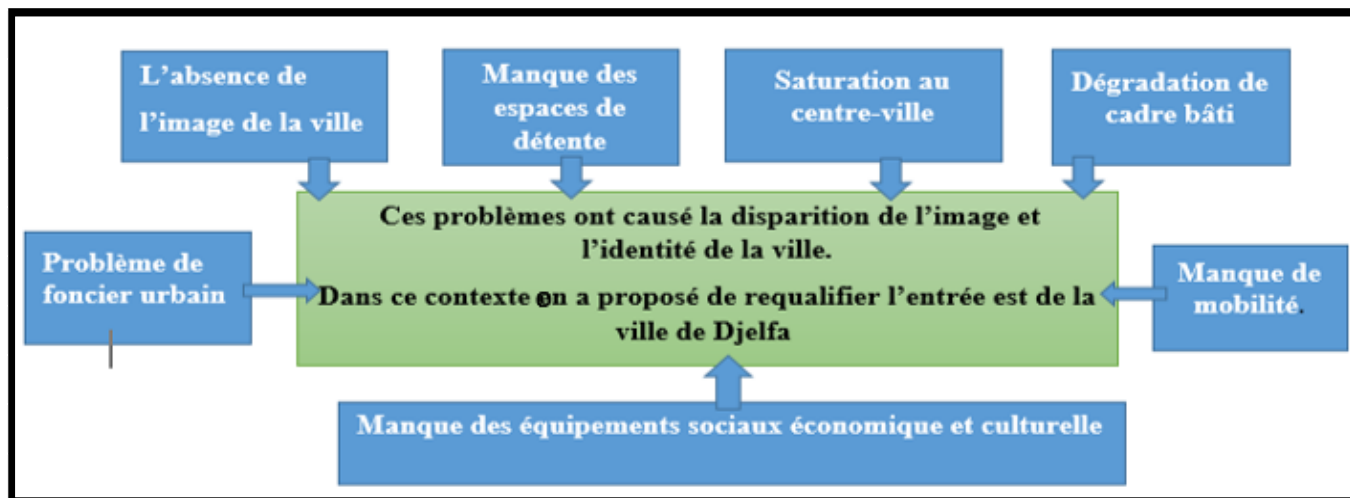 L'absence de
l'image de la ville
Manque des
espaces de
détente
Saturation au
centre-ville
Dégradation de
cadre bâti
Problème de
foncier urbain
Ces problèmes ont causé la disparition de l'image et
l'identité de la ville.
Dans ce contexte en a proposé de requalifier l'entrée est de la
ville de Djelfa
Manque de
mobilité.
Manque des équipements sociaux économique et culturelle